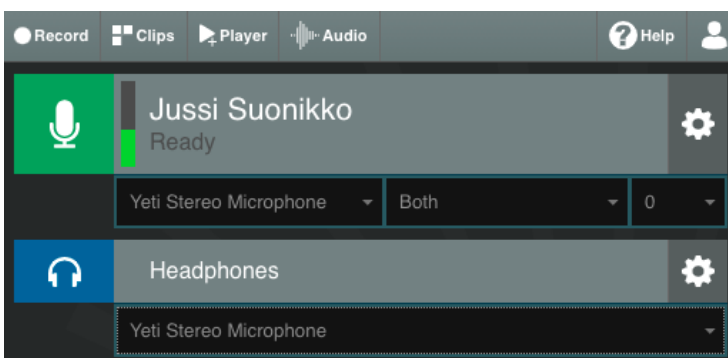 Record Clips Player Audio Help
Jussi Suonikko
Ready
Yeti Stereo Microphone Both 0
Headphones
Yeti Stereo Microphone